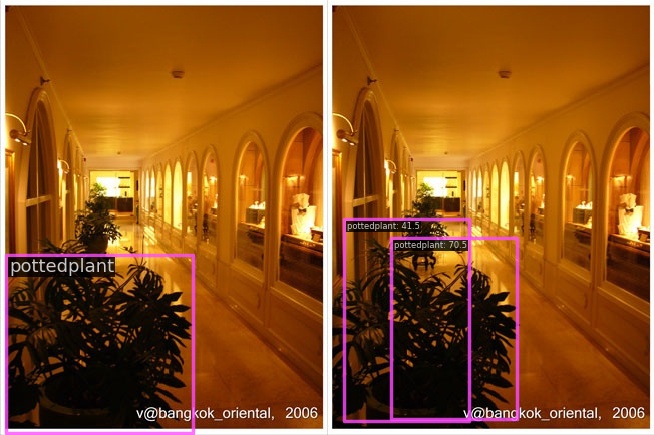 pottedplant
v@bangkok_oriental, 2006
pottedplant: 41.5
pottedplant: 70.5
v@bangkok_oriental, 2006